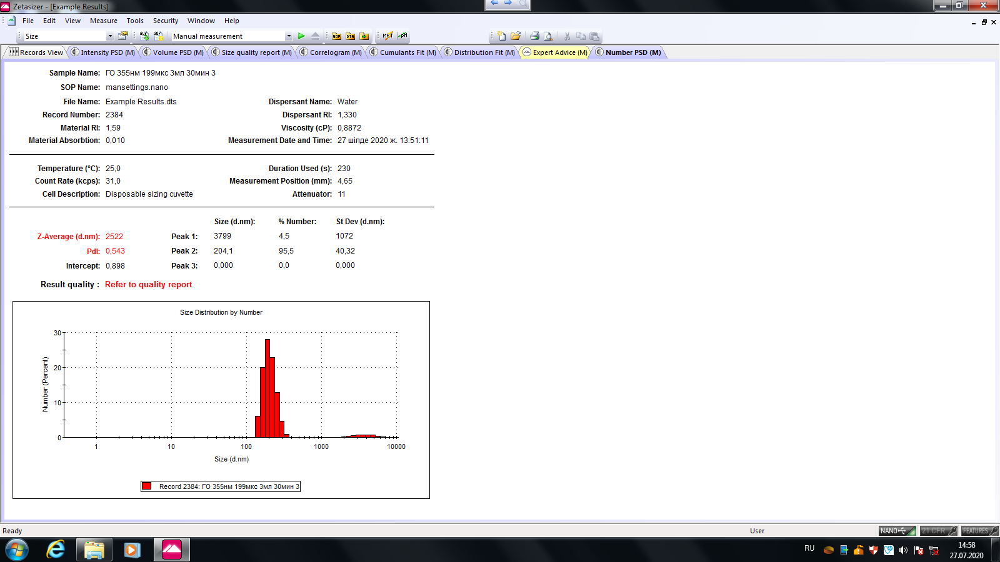 Zetasizer - [Example Results]
File Edit View Measure Tools Security Window Help
Size Manual measurement
Records View Intensity PSD (M) Volume PSD (M) Size quality report (M) Correlogram (M) Cumulants Fit (M) Distribution Fit (M) Expert Advice (M) Number PSD (M)
Sample Name: ГО 355нм 199мкс 3мл 30мин 3
SOP Name: mansettings.nano
File Name: Example Results.dts Dispersant Name: Water
Record Number: 2384 Dispersant RI: 1,330
Material RI: 1,59 Viscosity (cP): 0,8872
Material Absorbtion: 0,010 Measurement Date and Time: 27 шілде 2020 ж. 13:51:11
Temperature (°C): 25,0 Duration Used (s): 230
Count Rate (kcps): 31,0 Measurement Position (mm): 4,65
Cell Description: Disposable sizing cuvette Attenuator: 11
Size (d.nm): % Number: St Dev (d.nm):
Z-Average (d.nm): 2522 Peak 1: 3799 4,5 1072
PdI: 0,543 Peak 2: 204,1 95,5 40,32
Intercept: 0,898 Peak 3: 0,000 0,0 0,000
Result quality : Refer to quality report
Size Distribution by Number
Number (Percent)
30
20
10
0
1 10 100 1000 10000
Size (d.nm)
Record 2384: ГО 355нм 199мкс 3мл 30мин 3
Ready User NANO 21 CFR FEATURES
RU 14:58
27.07.2020